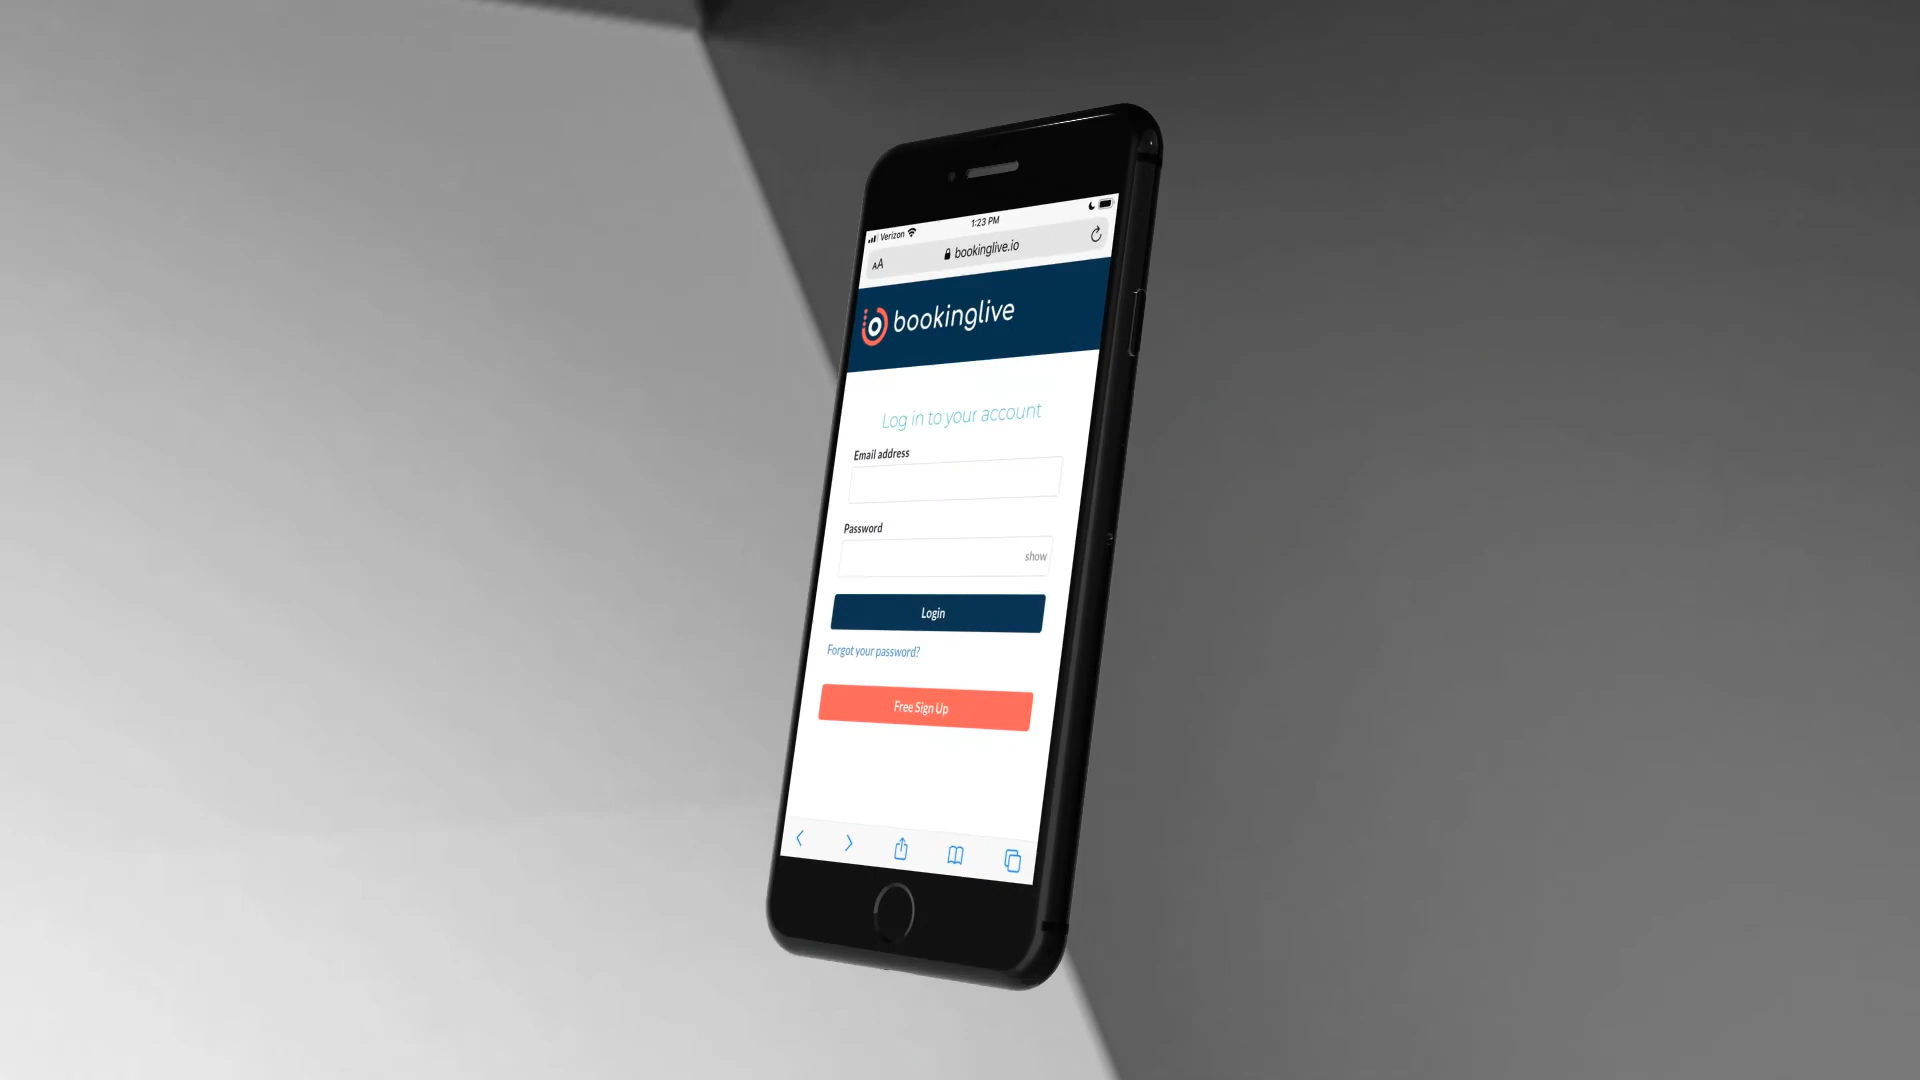 Verizon 1:23 PM
AA bookinglive.io
bookinglive
Log in to your account
Email address
Password
show
Login
Forgot your password?
Free Sign Up